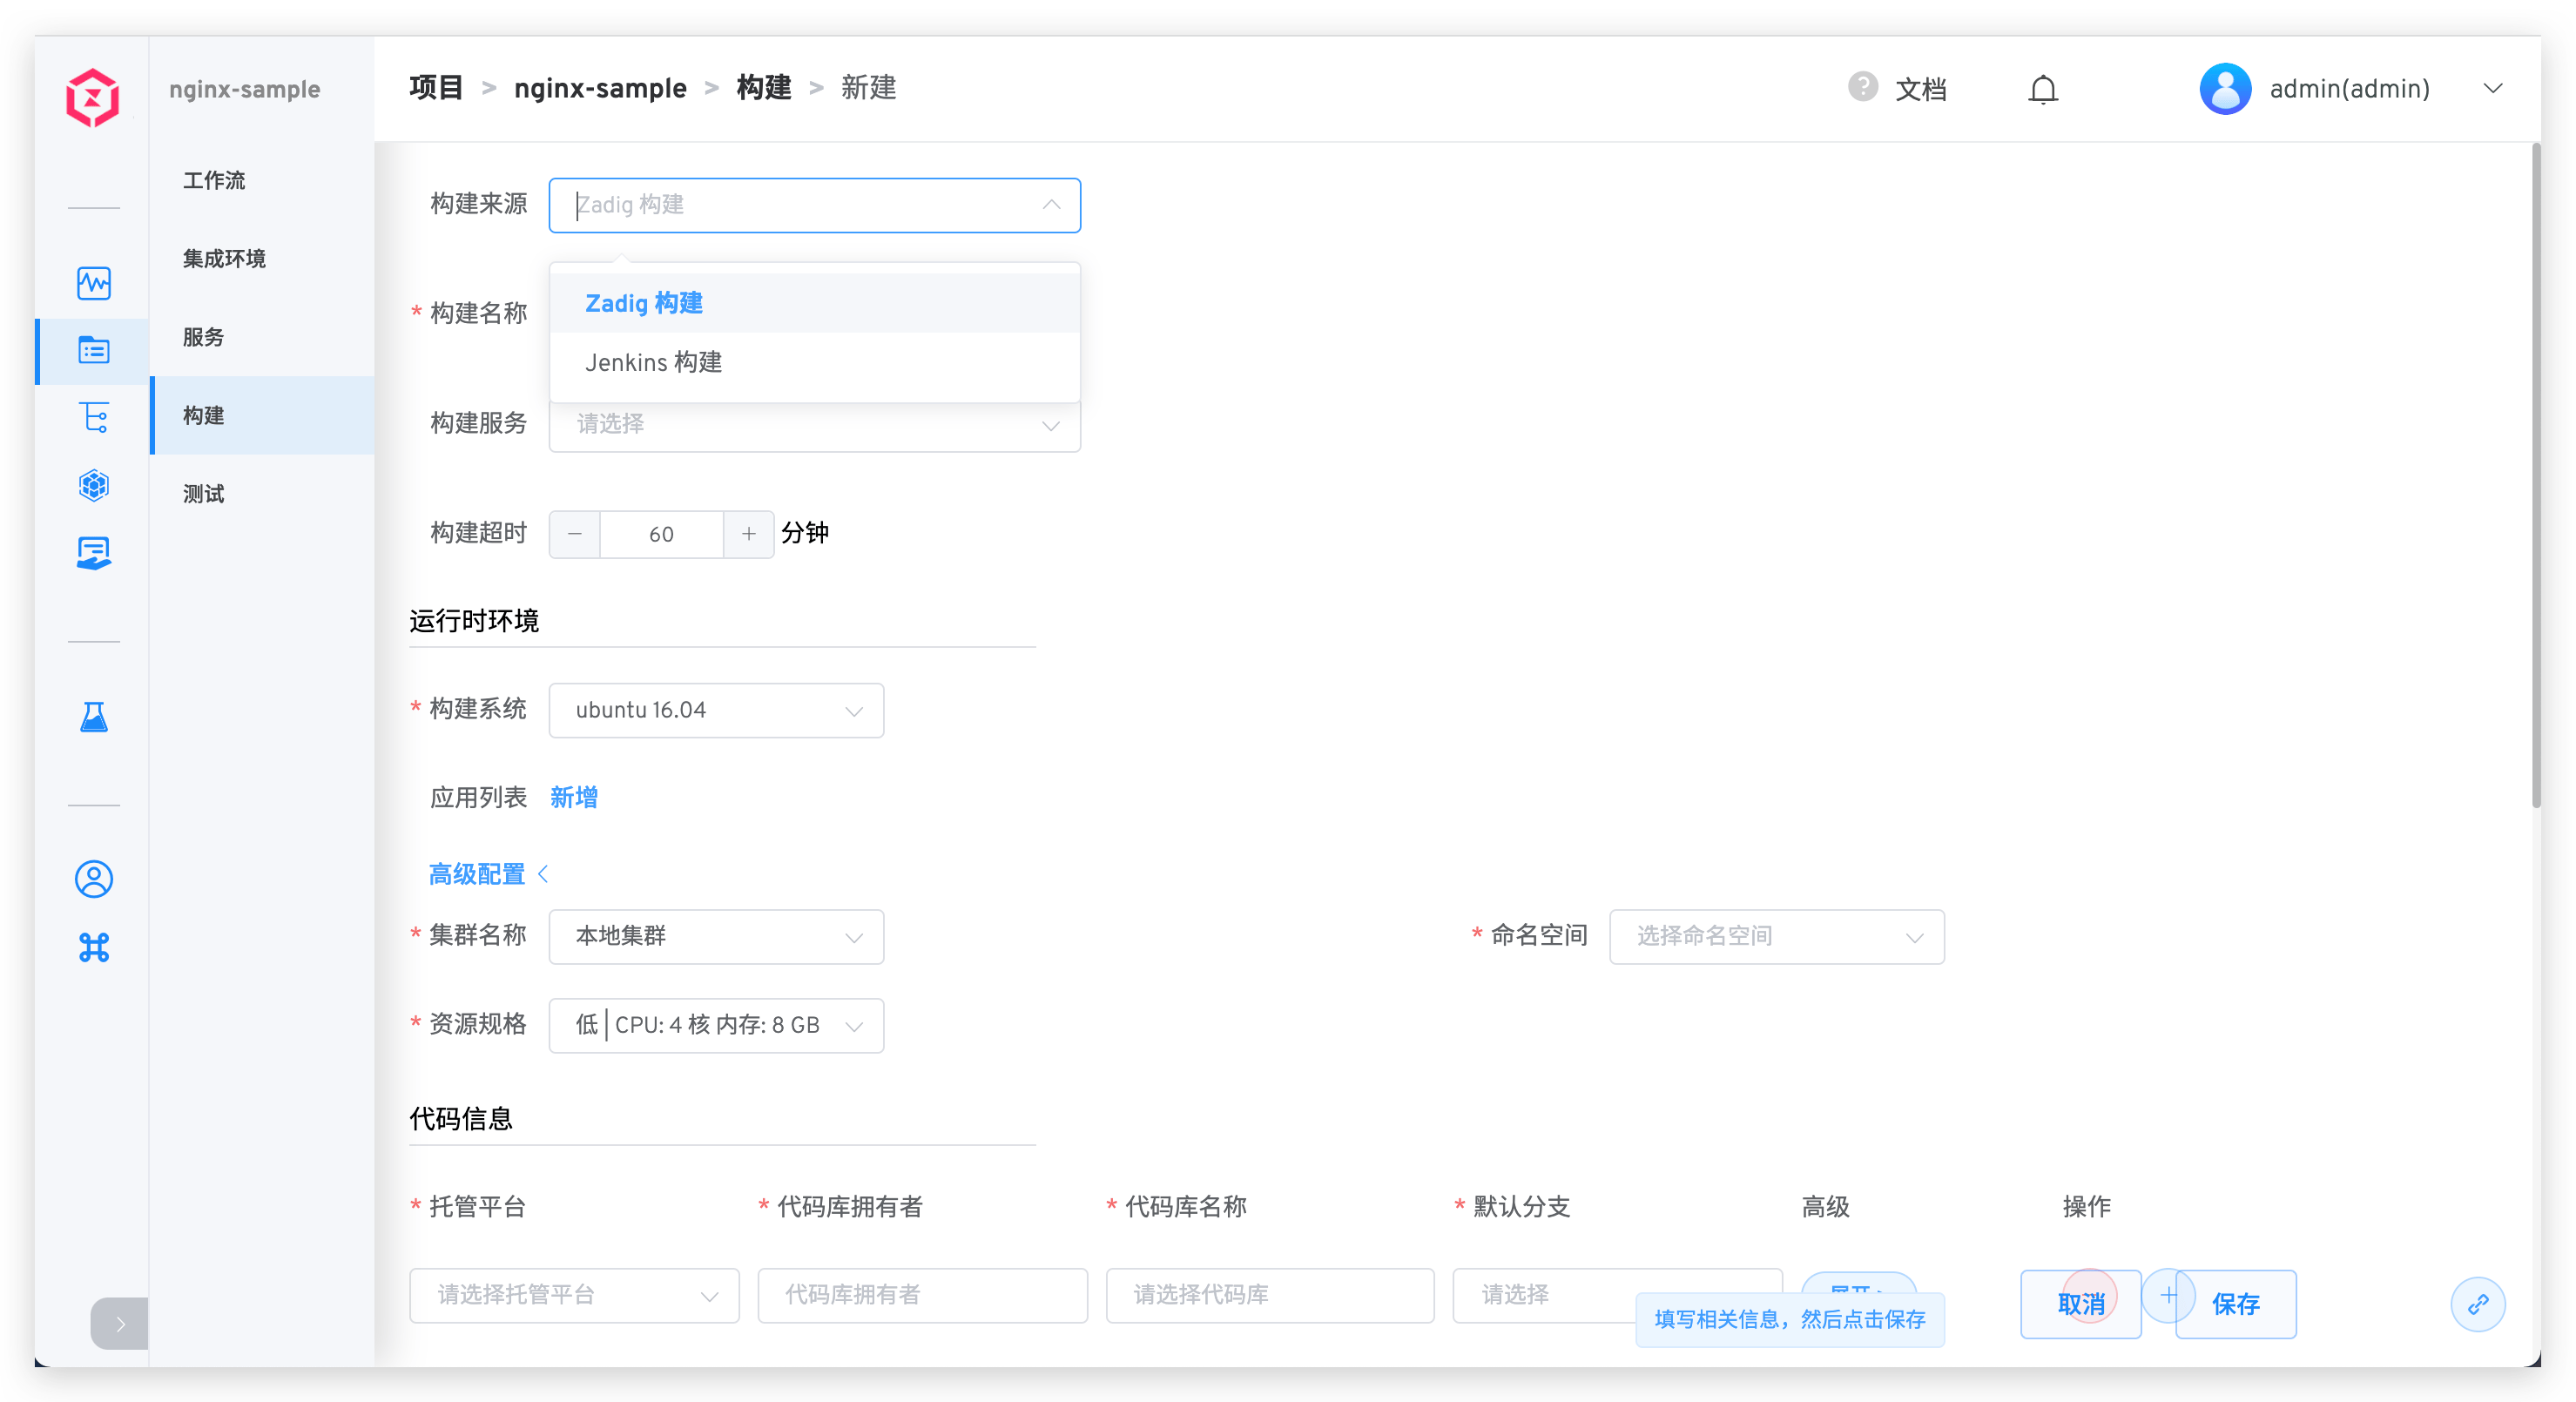 nginx-sample
项目 > nginx-sample > 构建 > 新建
? 文档
admin(admin)
工作流
集成环境
服务
构建
测试
构建来源 Zadig 构建
Zadig 构建
Jenkins 构建
* 构建名称
构建服务 请选择
构建超时 − 60 + 分钟
运行时环境
* 构建系统 ubuntu 16.04
应用列表 新增
高级配置 <
* 集群名称 本地集群
* 命名空间 选择命名空间
* 资源规格 低 | CPU: 4 核 内存: 8 GB
代码信息
* 托管平台 * 代码库拥有者 * 代码库名称 * 默认分支 高级 操作
请选择托管平台 代码库拥有者 请选择代码库 请选择
填写相关信息，然后点击保存
取消 + 保存